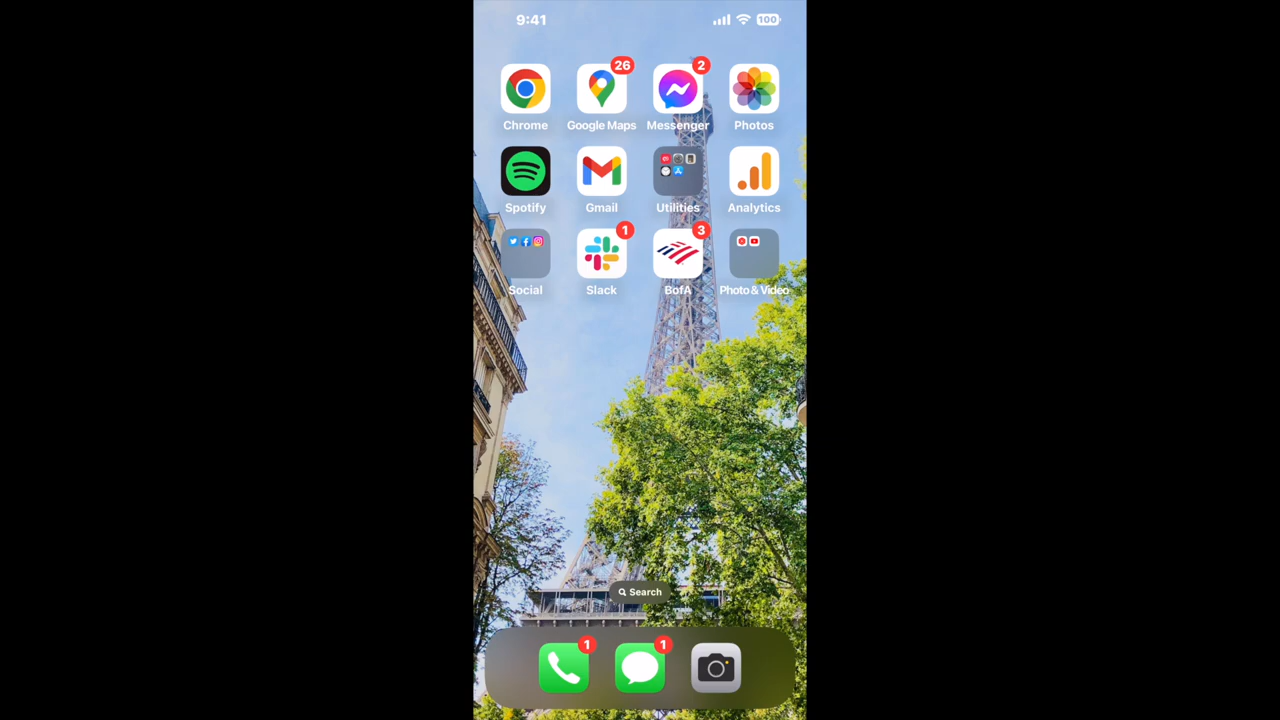 9:41
100
26
2
Chrome
Google Maps
Messenger
Photos
Spotify
Gmail
Utilities
Analytics
1
3
Social
Slack
BofA
Photo & Video
Search
1
1